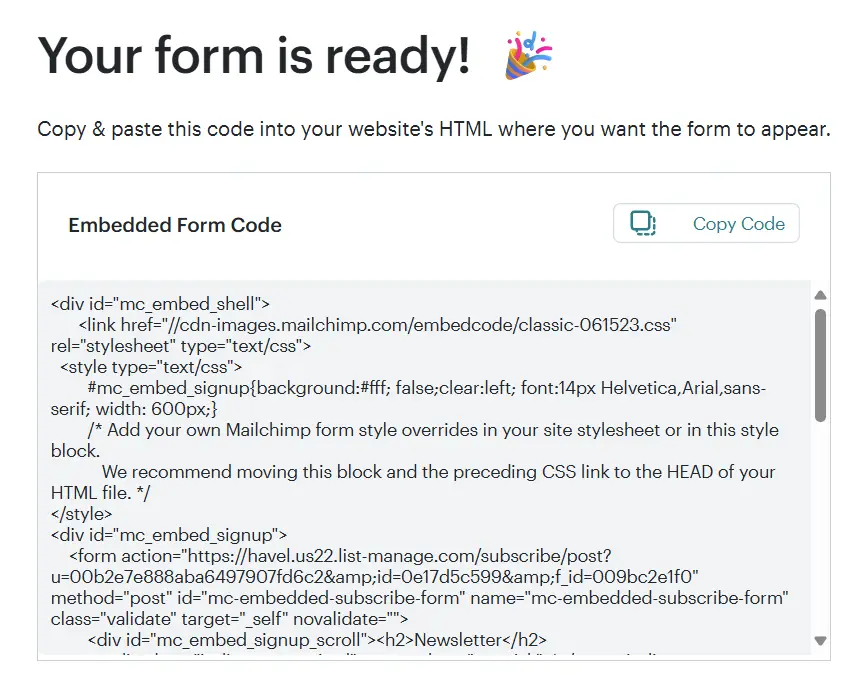 Your form is ready!
Copy & paste this code into your website's HTML where you want the form to appear.
Embedded Form Code
Copy Code
<div id="mc_embed_shell">
<link href="//cdn-images.mailchimp.com/embedcode/classic-061523.css"
rel="stylesheet" type="text/css">
<style type="text/css">
#mc_embed_signup{background:#fff; false;clear:left; font:14px Helvetica,Arial,sans-
serif; width: 600px;}
/* Add your own Mailchimp form style overrides in your site stylesheet or in this style
block.
We recommend moving this block and the preceding CSS link to the HEAD of your
HTML file. */
</style>
<div id="mc_embed_signup">
<form action="https://havel.us22.list-manage.com/subscribe/post?
u=00b2e7e888aba6497907fd6c2&amp;id=0e17d5c599&amp;f_id=009bc2e1f0"
method="post" id="mc-embedded-subscribe-form" name="mc-embedded-subscribe-form"
class="validate" target="_self" novalidate="">
<div id="mc_embed_signup_scroll"><h2>Newsletter</h2>